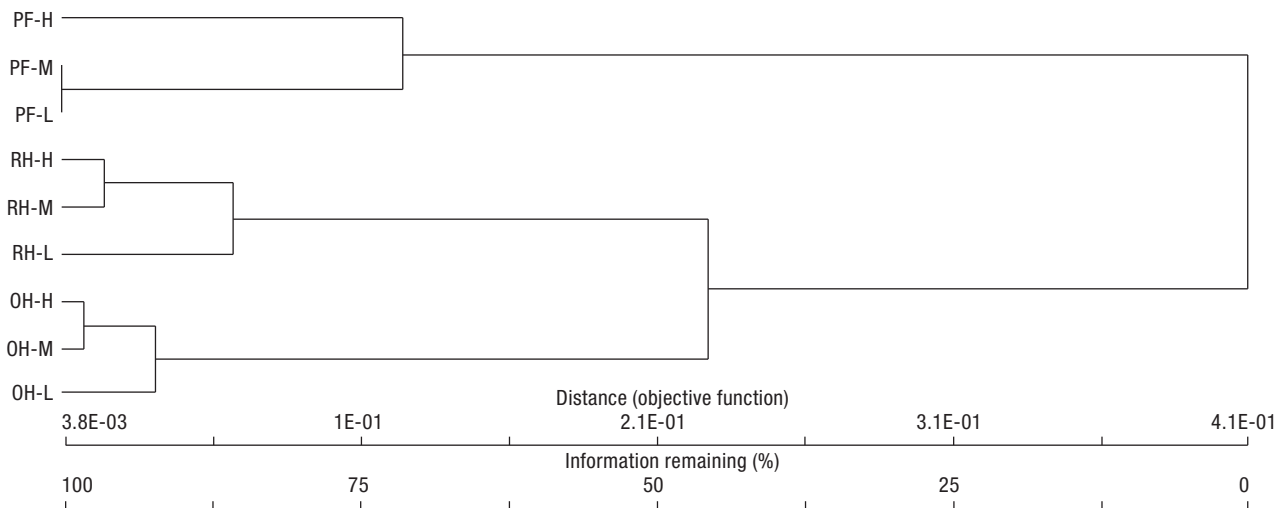 PF-H
PF-M
PF-L
RH-H
RH-M
RH-L
OH-H
OH-M
OH-L
Distance (objective function)
3.8E-03 1E-01 2.1E-01 3.1E-01 4.1E-01
Information remaining (%)
100 75 50 25 0